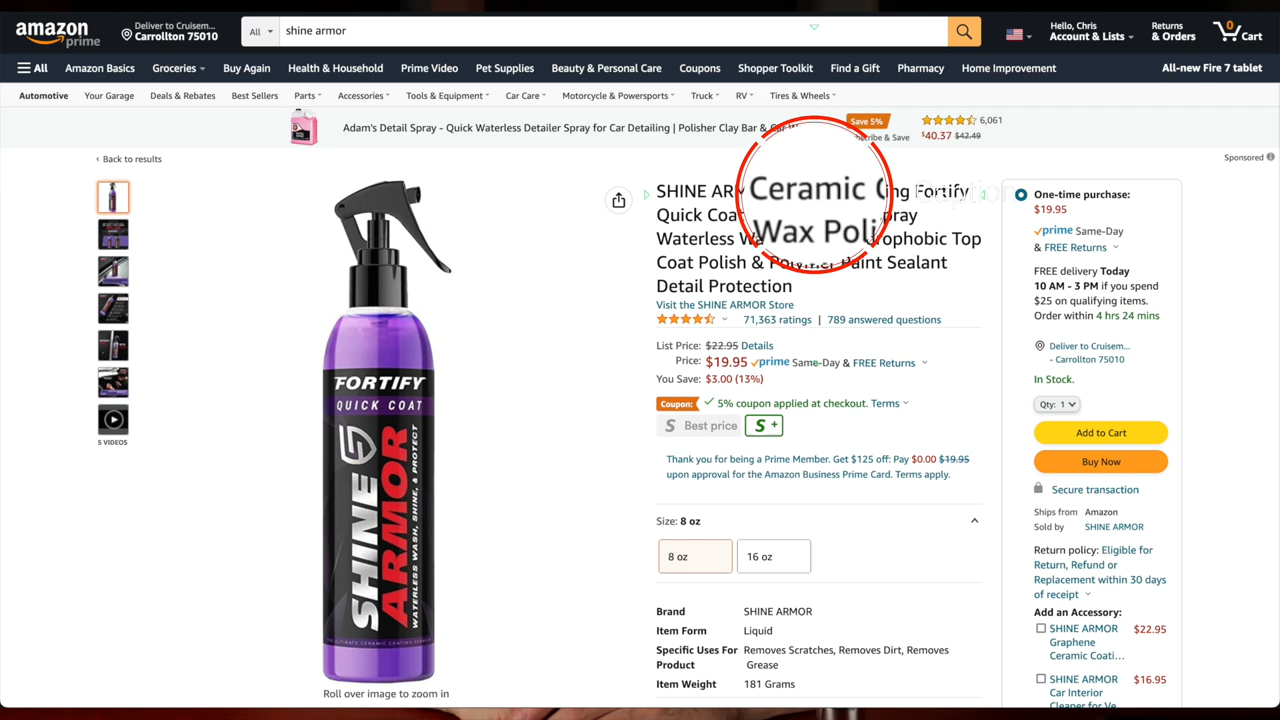 amazon
prime
Deliver to Cruisem...
Carrollton 75010
All
shine armor
Hello, Chris
Account & Lists
Returns
& Orders
0
Cart
All
Amazon Basics
Groceries
Buy Again
Health & Household
Prime Video
Pet Supplies
Beauty & Personal Care
Coupons
Shopper Toolkit
Find a Gift
Pharmacy
Home Improvement
All-new Fire 7 tablet
Automotive
Your Garage
Deals & Rebates
Best Sellers
Parts
Accessories
Tools & Equipment
Car Care
Motorcycle & Powersports
Truck
RV
Tires & Wheels
Adam's Detail Spray - Quick Waterless Detailer Spray for Car Detailing | Polisher Clay Bar &
Save 5%
& Save
6,061
$40.37 $42.49
‹ Back to results
Sponsored
5 VIDEOS
FORTIFY
QUICK COAT
SHINE
ARMOR
WATERLESS WASH, SHINE, & PROTECT
Roll over image to zoom in
SHINE Ceramic Fortify
Quick Wax
Waterless Top
Coat Polish & Paint Sealant
Detail Protection
Visit the SHINE ARMOR Store
71,363 ratings | 789 answered questions
List Price: $22.95 Details
Price: $19.95 prime Same-Day & FREE Returns
You Save: $3.00 (13%)
Coupon: 5% coupon applied at checkout. Terms
S Best price
S +
Thank you for being a Prime Member. Get $125 off: Pay $0.00 $19.95
upon approval for the Amazon Business Prime Card. Terms apply.
Size: 8 oz
8 oz
16 oz
Brand SHINE ARMOR
Item Form Liquid
Specific Uses For Removes Scratches, Removes Dirt, Removes
Product Grease
Item Weight 181 Grams
One-time purchase:
$19.95
prime Same-Day
& FREE Returns
FREE delivery Today
10 AM - 3 PM if you spend
$25 on qualifying items.
Order within 4 hrs 24 mins
Deliver to Cruisem...
- Carrollton 75010
In Stock.
Qty: 1
Add to Cart
Buy Now
Secure transaction
Ships from Amazon
Sold by SHINE ARMOR
Return policy: Eligible for
Return, Refund or
Replacement within 30 days
of receipt
Add an Accessory:
SHINE ARMOR $22.95
Graphene
Ceramic Coati...
SHINE ARMOR $16.95
Car Interior
Cleaner for Ve